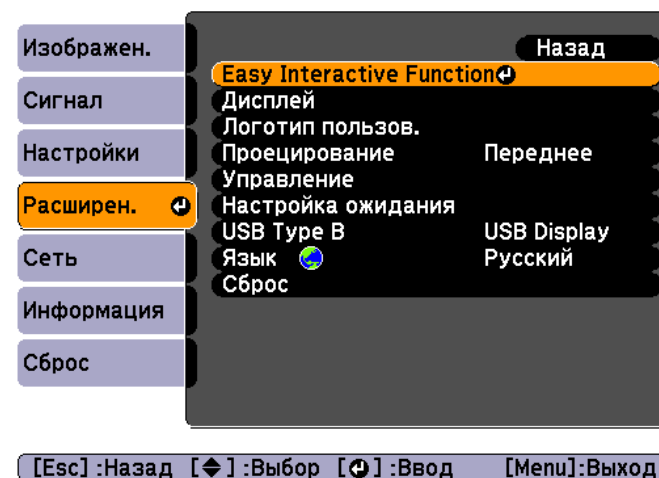 Изображен.
Сигнал
Настройки
Расширен.
Сеть
Информация
Сброс
Назад
Easy Interactive Function
Дисплей
Логотип пользов.
Проецирование Переднее
Управление
Настройка ожидания
USB Type B USB Display
Язык Русский
Сброс
[Esc] :Назад [◆] :Выбор [⏎] :Ввод [Menu]:Выход